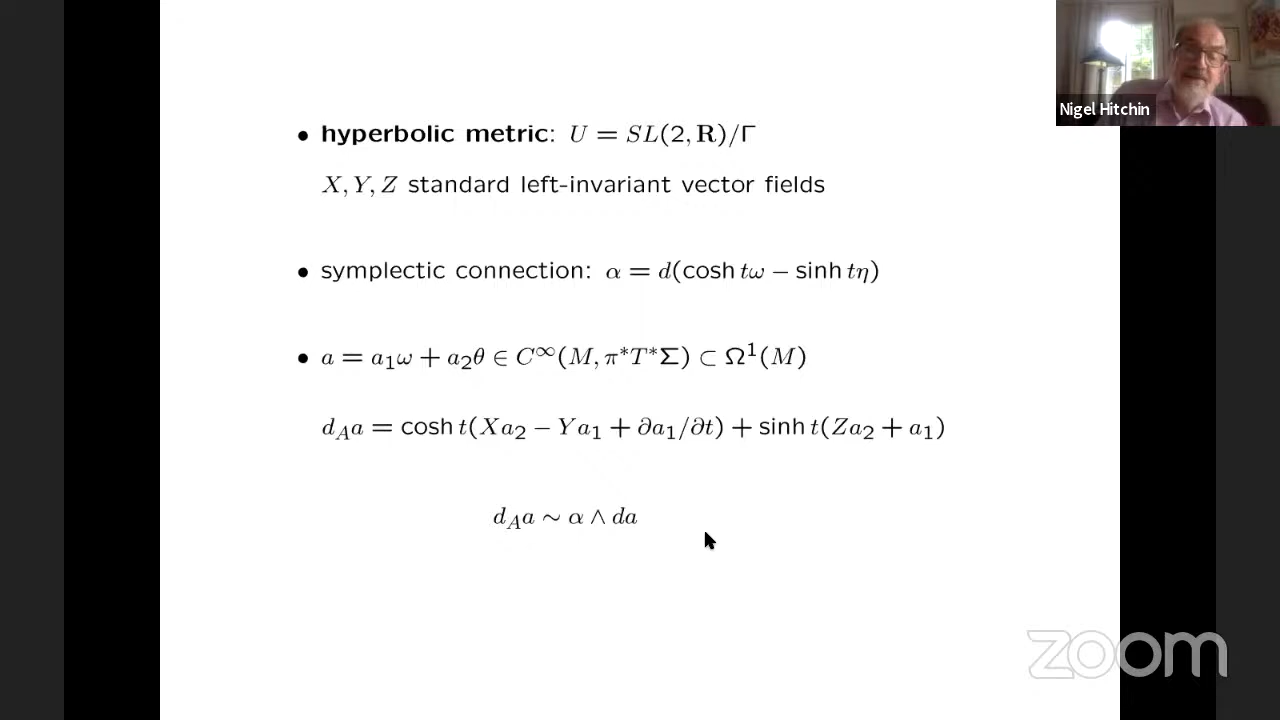 Nigel Hitchin
• hyperbolic metric: U = SL(2, R)/Γ
X, Y, Z standard left-invariant vector fields
• symplectic connection: α = d(cosh tω − sinh tη)
• a = a₁ω + a₂θ ∈ C^∞(M, π*T*Σ) ⊂ Ω¹(M)
d_A a = cosh t(Xa₂ − Ya₁ + ∂a₁/∂t) + sinh t(Za₂ + a₁)
d_A a ∼ α ∧ da
zoom